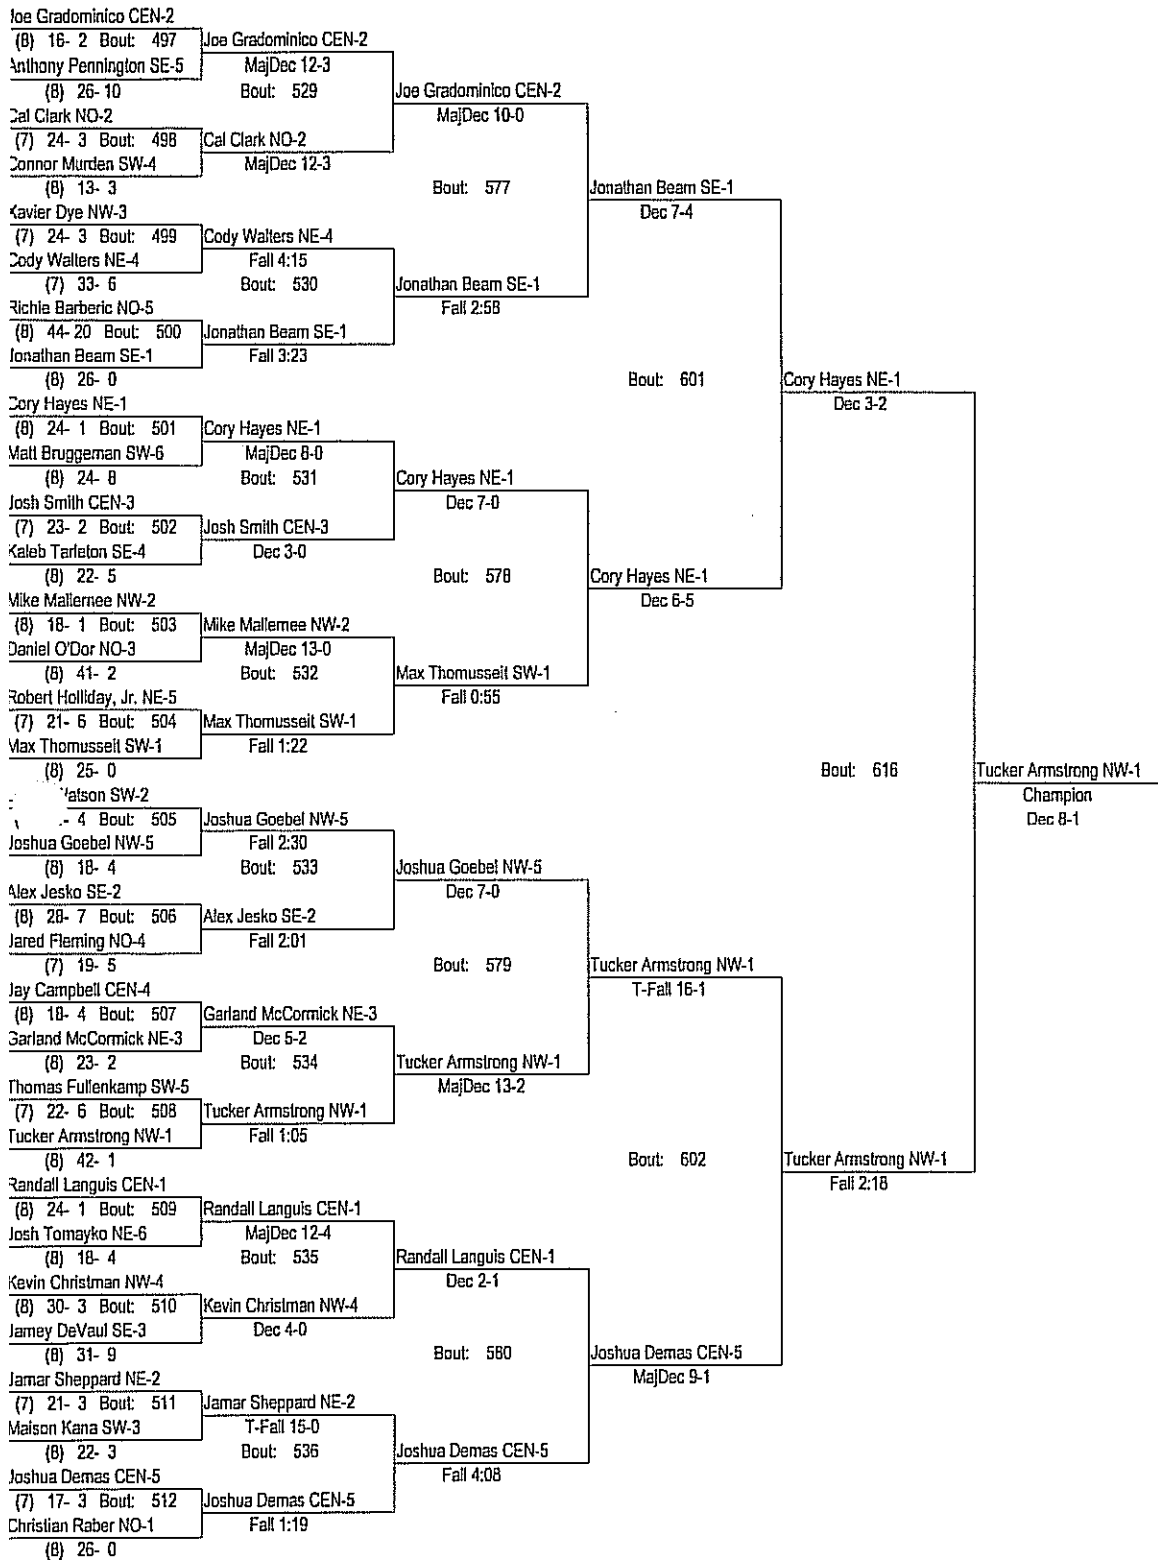 Joe Gradominico CEN-2
(8) 16- 2 Bout: 497
Joe Gradominico CEN-2
Anthony Pennington SE-5
MajDec 12-3
(8) 26- 10
Bout: 529
Joe Gradominico CEN-2
Cal Clark NO-2
MajDec 10-0
(7) 24- 3 Bout: 498
Cal Clark NO-2
Connor Murden SW-4
MajDec 12-3
(8) 13- 3
Bout: 577
Jonathan Beam SE-1
Xavier Dye NW-3
Dec 7-4
(7) 24- 3 Bout: 499
Cody Walters NE-4
Cody Walters NE-4
Fall 4:15
(7) 33- 6
Bout: 530
Jonathan Beam SE-1
Richie Barberic NO-5
Fall 2:58
(8) 44- 20 Bout: 500
Jonathan Beam SE-1
Jonathan Beam SE-1
Fall 3:23
(8) 26- 0
Bout: 601
Cory Hayes NE-1
Cory Hayes NE-1
Dec 3-2
(8) 24- 1 Bout: 501
Cory Hayes NE-1
Matt Bruggeman SW-6
MajDec 8-0
(8) 24- 8
Bout: 531
Cory Hayes NE-1
Josh Smith CEN-3
Dec 7-0
(7) 23- 2 Bout: 502
Josh Smith CEN-3
Kaleb Tarleton SE-4
Dec 3-0
(8) 22- 5
Bout: 578
Cory Hayes NE-1
Mike Mallernee NW-2
Dec 6-5
(8) 18- 1 Bout: 503
Mike Mallernee NW-2
Daniel O'Dor NO-3
MajDec 13-0
(8) 41- 2
Bout: 532
Max Thomusseit SW-1
Robert Holliday, Jr. NE-5
Fall 0:55
(7) 21- 6 Bout: 504
Max Thomusseit SW-1
Max Thomusseit SW-1
Fall 1:22
(8) 25- 0
Bout: 616
Tucker Armstrong NW-1
Champion
Dec 8-1
SW-2
- 4 Bout: 505
Joshua Goebel NW-5
Joshua Goebel NW-5
Fall 2:30
(8) 18- 4
Bout: 533
Joshua Goebel NW-5
Alex Jesko SE-2
Dec 7-0
(8) 28- 7 Bout: 506
Alex Jesko SE-2
Jared Fleming NO-4
Fall 2:01
(7) 19- 5
Bout: 579
Tucker Armstrong NW-1
Jay Campbell CEN-4
T-Fall 16-1
(8) 18- 4 Bout: 507
Garland McCormick NE-3
Garland McCormick NE-3
Dec 5-2
(8) 23- 2
Bout: 534
Tucker Armstrong NW-1
Thomas Fullenkamp SW-5
MajDec 13-2
(7) 22- 6 Bout: 508
Tucker Armstrong NW-1
Tucker Armstrong NW-1
Fall 1:05
(8) 42- 1
Bout: 602
Tucker Armstrong NW-1
Randall Languis CEN-1
Fall 2:18
(8) 24- 1 Bout: 509
Randall Languis CEN-1
Josh Tomayko NE-6
MajDec 12-4
(8) 18- 4
Bout: 535
Randall Languis CEN-1
Kevin Christman NW-4
Dec 2-1
(8) 30- 3 Bout: 510
Kevin Christman NW-4
Jamey DeVaul SE-3
Dec 4-0
(8) 31- 9
Bout: 580
Joshua Demas CEN-5
Jamar Sheppard NE-2
MajDec 9-1
(7) 21- 3 Bout: 511
Jamar Sheppard NE-2
Maison Kana SW-3
T-Fall 15-0
(8) 22- 3
Bout: 536
Joshua Demas CEN-5
Joshua Demas CEN-5
Fall 4:08
(7) 17- 3 Bout: 512
Joshua Demas CEN-5
Christian Raber NO-1
Fall 1:19
(8) 26- 0